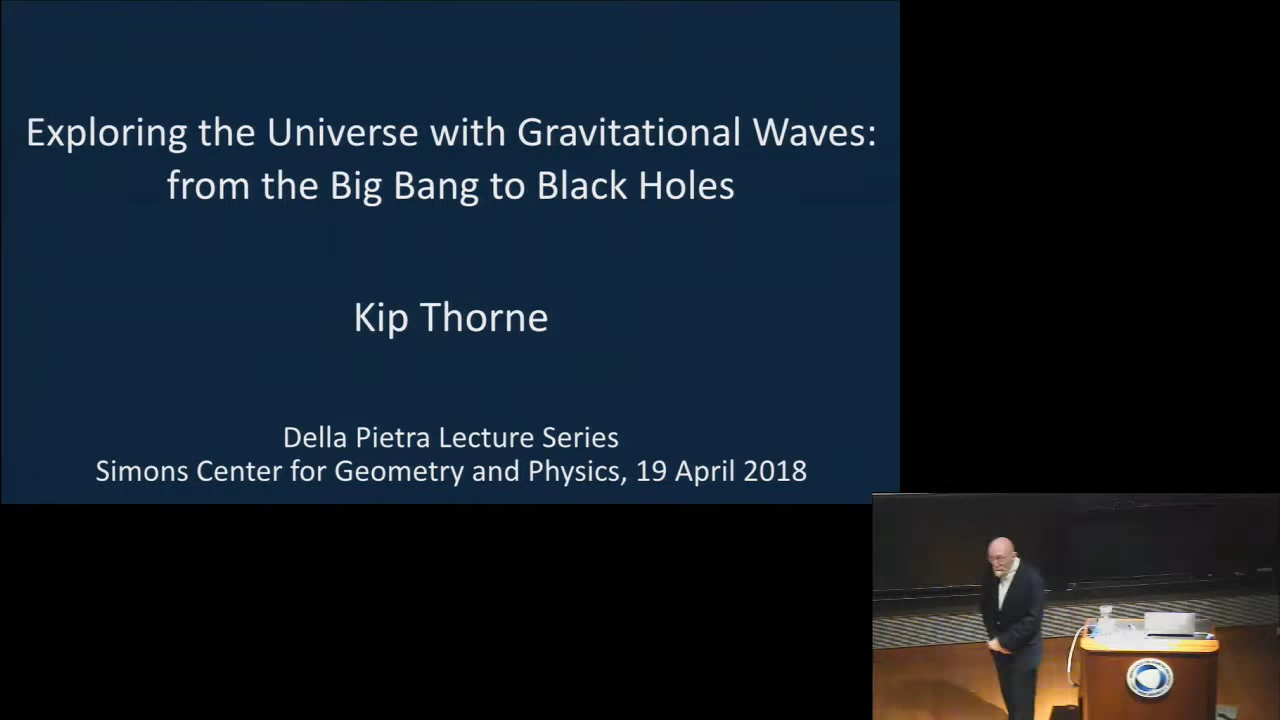 Exploring the Universe with Gravitational Waves:
from the Big Bang to Black Holes
Kip Thorne
Della Pietra Lecture Series
Simons Center for Geometry and Physics, 19 April 2018